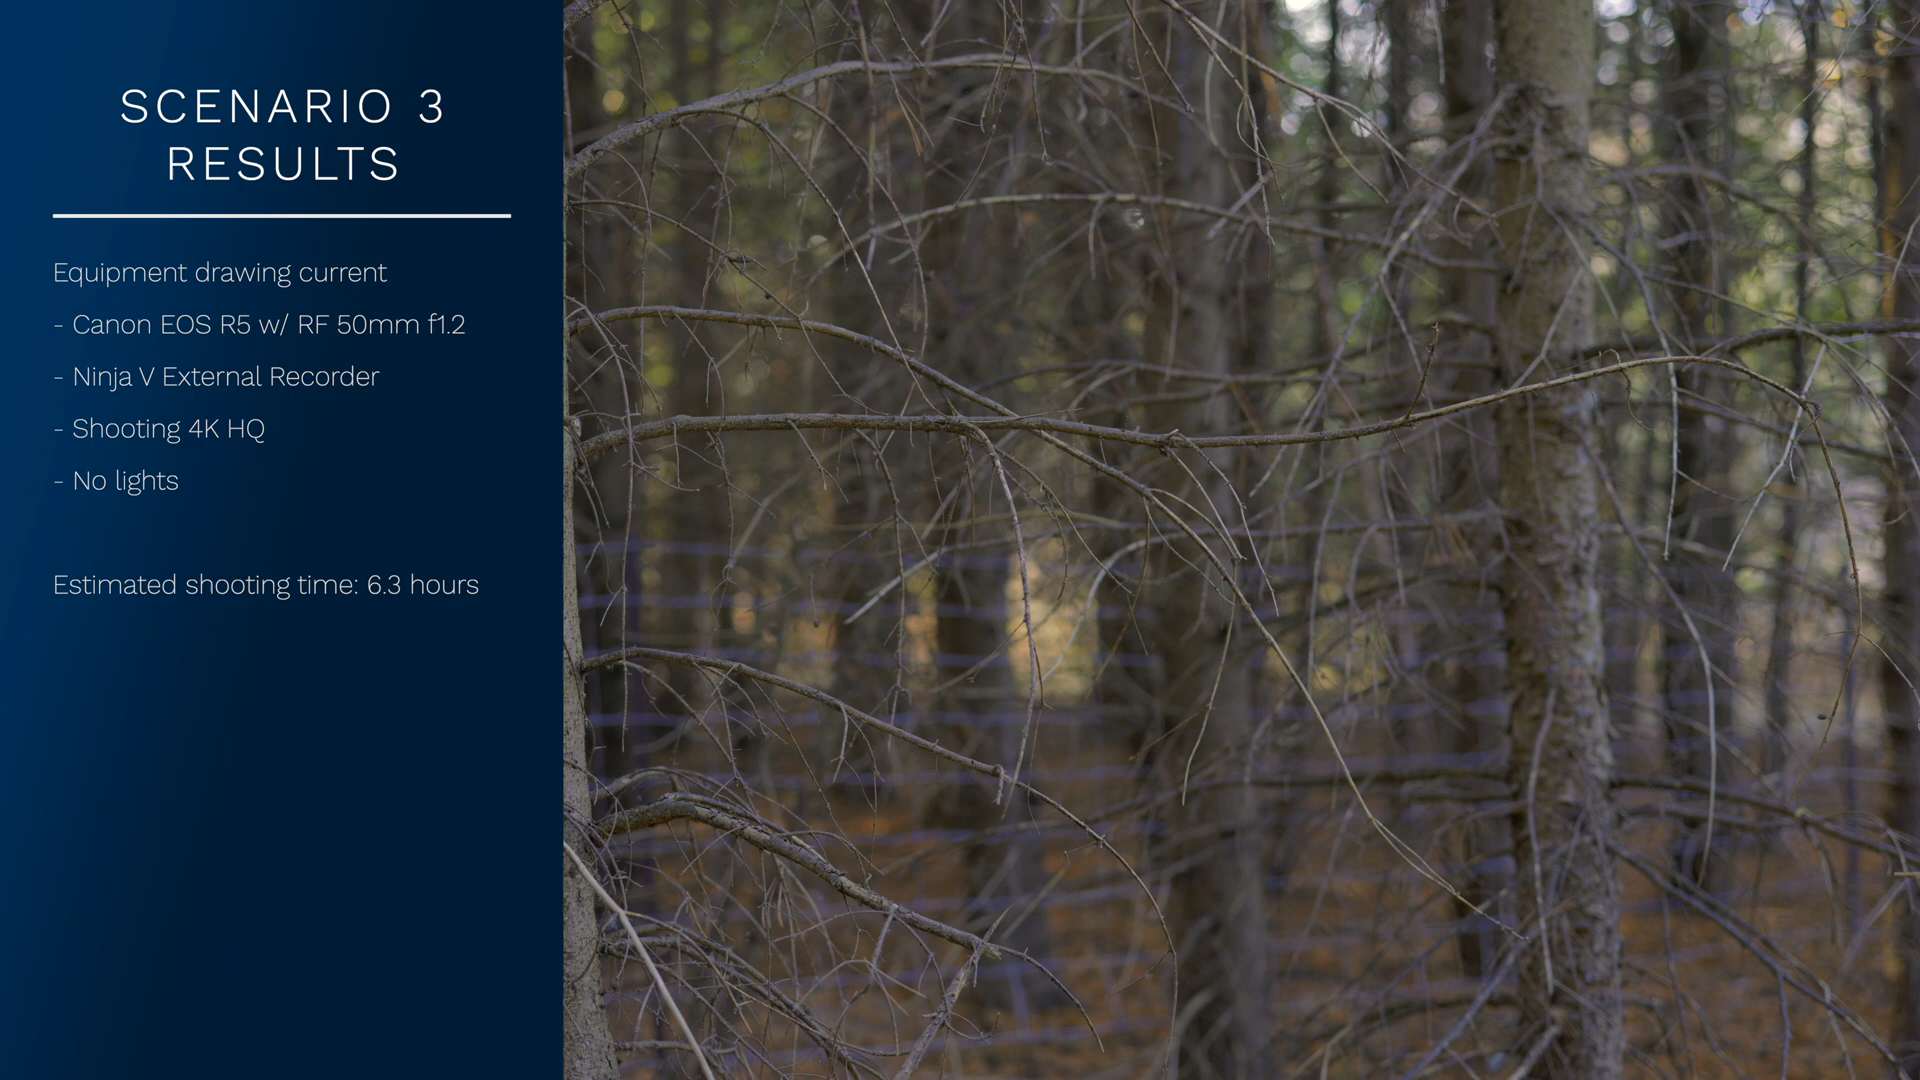 SCENARIO 3
RESULTS
Equipment drawing current
- Canon EOS R5 w/ RF 50mm f1.2
- Ninja V External Recorder
- Shooting 4K HQ
- No lights
Estimated shooting time: 6.3 hours